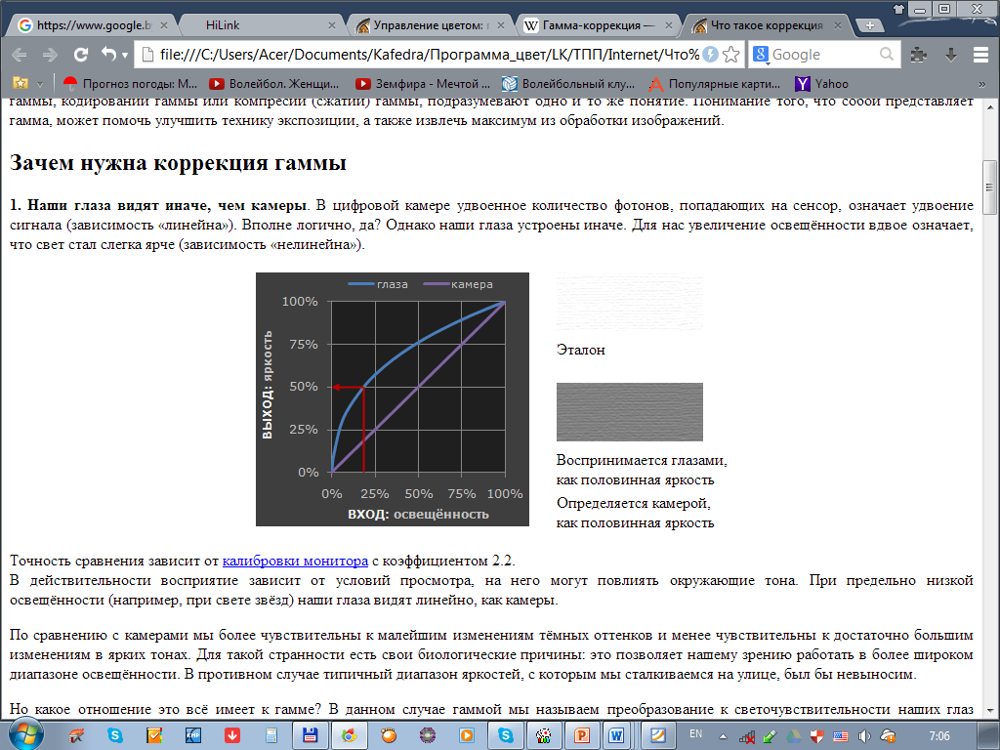 https://www.google.b
HiLink
Управление цветом:
Гамма-коррекция —
Что такое коррекция
file:///C:/Users/Acer/Documents/Kafedra/Программа_цвет/LK/ТПП/Internet/Что%
Google
Прогноз погоды: М...
Волейбол. Женщи...
Земфира - Мечтой ...
Волейбольный клу...
Популярные карти...
Yahoo
»
гаммы, кодировании гаммы или компрессии (сжатии) гаммы, подразумевают одно и то же понятие. Понимание того, что собой представляет
гамма, может помочь улучшить технику экспозиции, а также извлечь максимум из обработки изображений.
Зачем нужна коррекция гаммы
1. Наши глаза видят иначе, чем камеры. В цифровой камере удвоенное количество фотонов, попадающих на сенсор, означает удвоение
сигнала (зависимость «линейна»). Вполне логично, да? Однако наши глаза устроены иначе. Для нас увеличение освещённости вдвое означает,
что свет стал слегка ярче (зависимость «нелинейна»).
глаза
камера
100%
75%
50%
25%
0%
ВЫХОД: яркость
0% 25% 50% 75% 100%
ВХОД: освещённость
Эталон
Воспринимается глазами,
как половинная яркость
Определяется камерой,
как половинная яркость
Точность сравнения зависит от калибровки монитора с коэффициентом 2.2.
В действительности восприятие зависит от условий просмотра, на него могут повлиять окружающие тона. При предельно низкой
освещённости (например, при свете звёзд) наши глаза видят линейно, как камеры.
По сравнению с камерами мы более чувствительны к малейшим изменениям тёмных оттенков и менее чувствительны к достаточно большим
изменениям в ярких тонах. Для такой странности есть свои биологические причины: это позволяет нашему зрению работать в более широком
диапазоне освещённости. В противном случае типичный диапазон яркостей, с которым мы сталкиваемся на улице, был бы невыносим.
Но какое отношение это всё имеет к гамме? В данном случае гаммой мы называем преобразование к светочувствительности наших глаз
EN
7:06